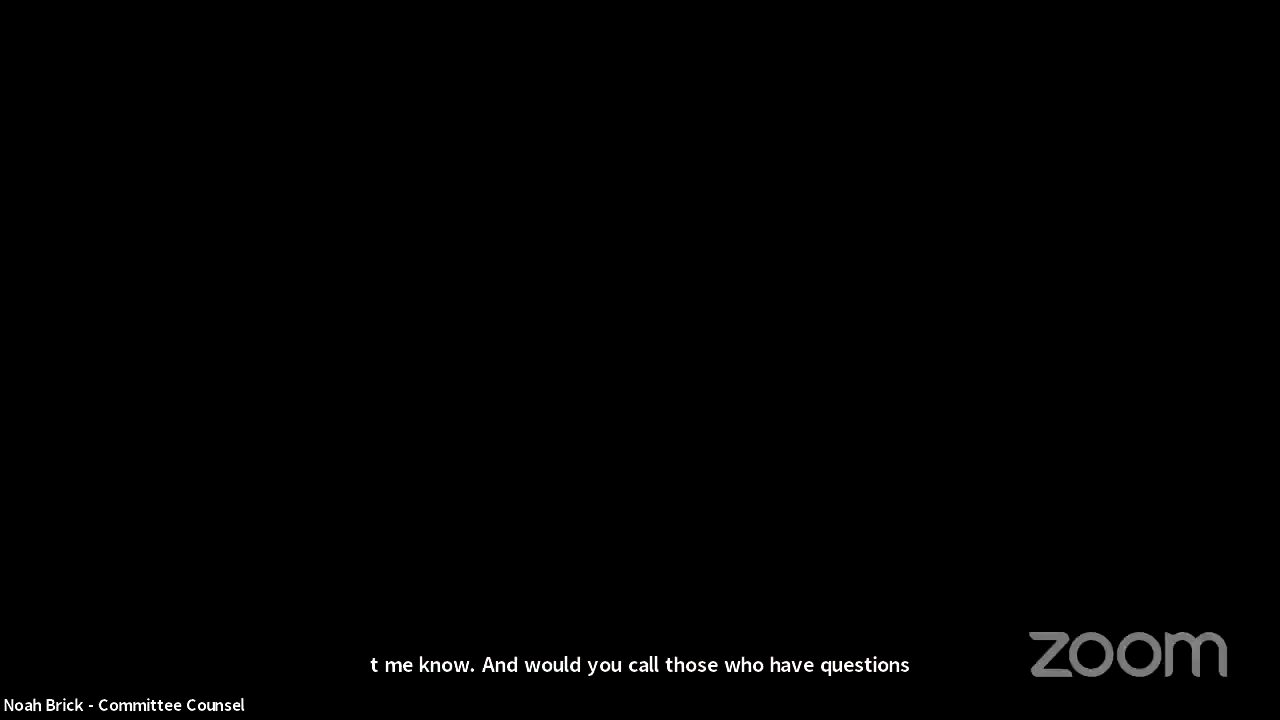 t me know. And would you call those who have questions
zoom
Noah Brick - Committee Counsel